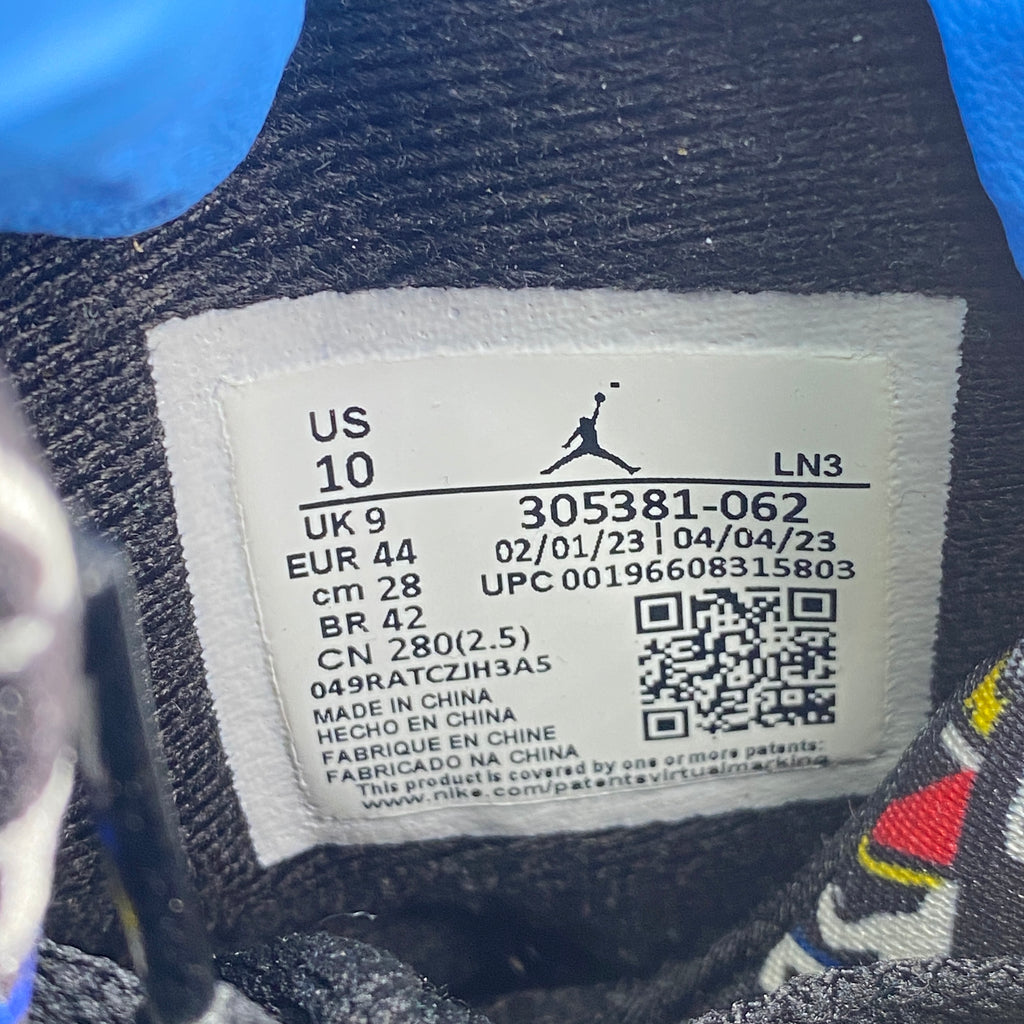 US
10
LN3
UK 9
305381-062
EUR 44
02/01/23 | 04/04/23
cm 28
UPC 00196608315803
BR 42
CN 280(2.5)
049RATCZJH3A5
MADE IN CHINA
HECHO EN CHINA
FABRIQUE EN CHINE
FABRICADO NA CHINA
This product is covered by one or more patents:
www.nike.com/patentsvirtualmarking